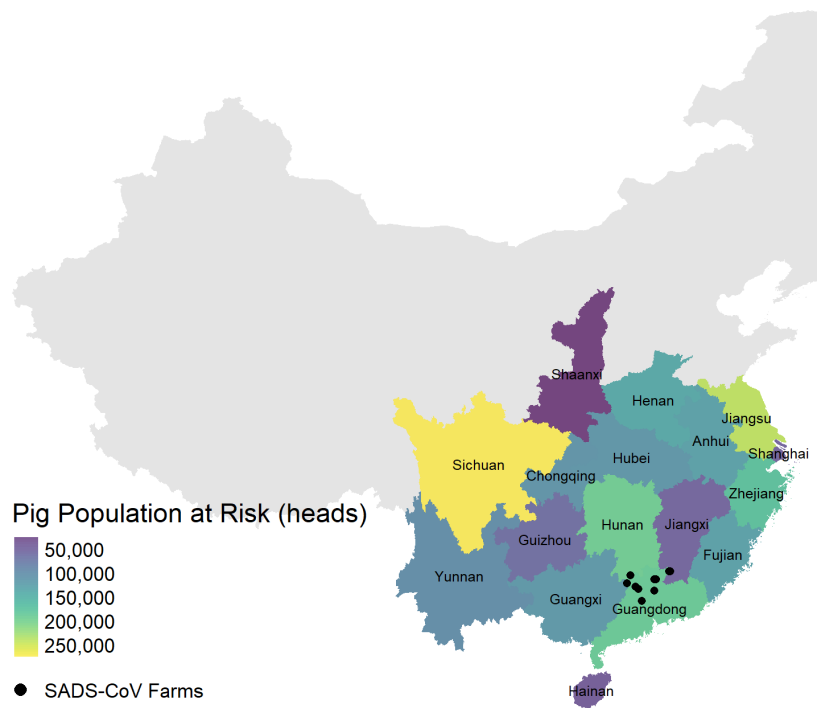 Shaanxi
Henan
Jiangsu
Anhui
Shanghai
Hubei
Sichuan
Chongqing
Zhejiang
Hunan
Jiangxi
Guizhou
Fujian
Yunnan
Guangxi
Guangdong
Hainan
Pig Population at Risk (heads)
50,000
100,000
150,000
200,000
250,000
SADS-CoV Farms